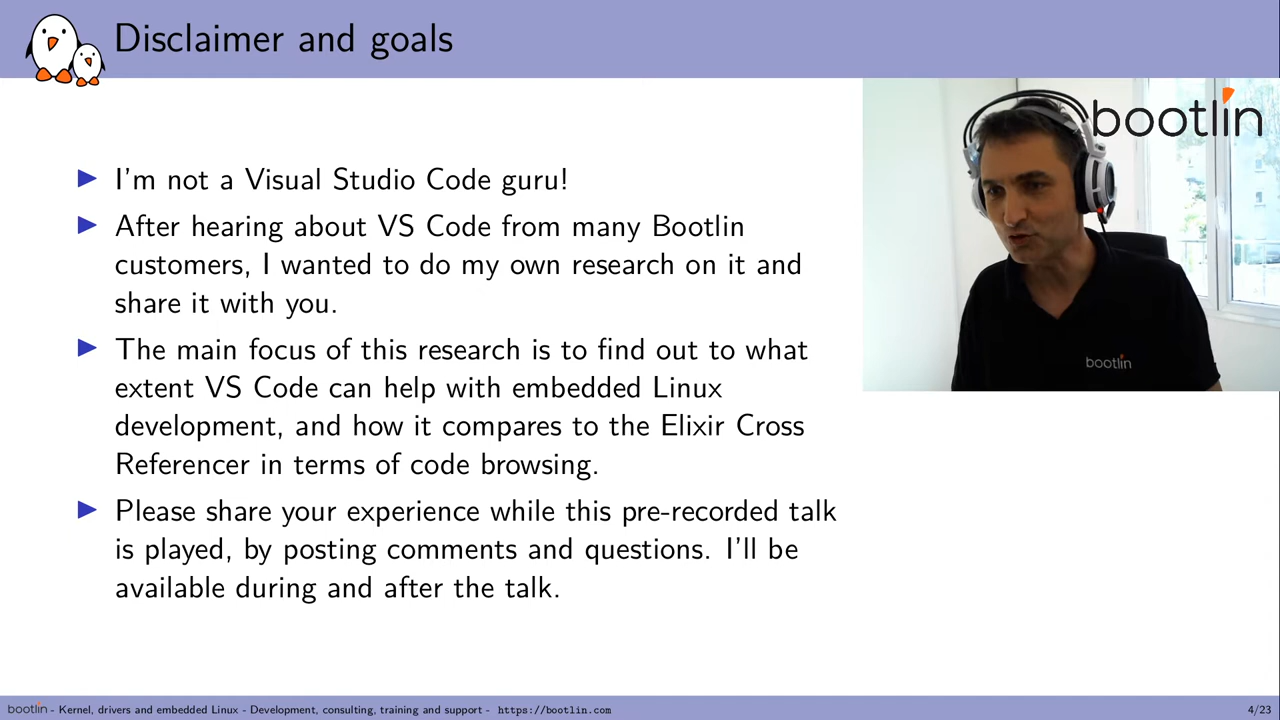 Disclaimer and goals
bootlin
I'm not a Visual Studio Code guru!
After hearing about VS Code from many Bootlin
customers, I wanted to do my own research on it and
share it with you.
The main focus of this research is to find out to what
extent VS Code can help with embedded Linux
development, and how it compares to the Elixir Cross
Referencer in terms of code browsing.
Please share your experience while this pre-recorded talk
is played, by posting comments and questions. I'll be
available during and after the talk.
bootlin
bootlin - Kernel, drivers and embedded Linux - Development, consulting, training and support - https://bootlin.com
4/23